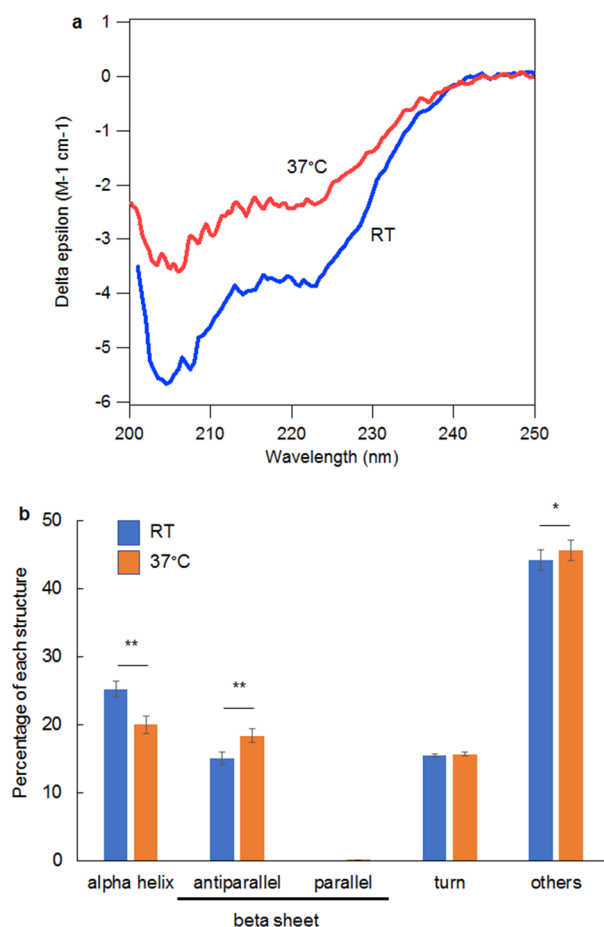 a
1
0
-1
-2
-3
-4
-5
-6
Delta epsilon (M-1 cm-1)
37°C
RT
200 210 220 230 240 250
Wavelength (nm)
b
50
40
30
20
10
0
Percentage of each structure
RT
37°C
** ** *
alpha helix antiparallel parallel turn others
beta sheet